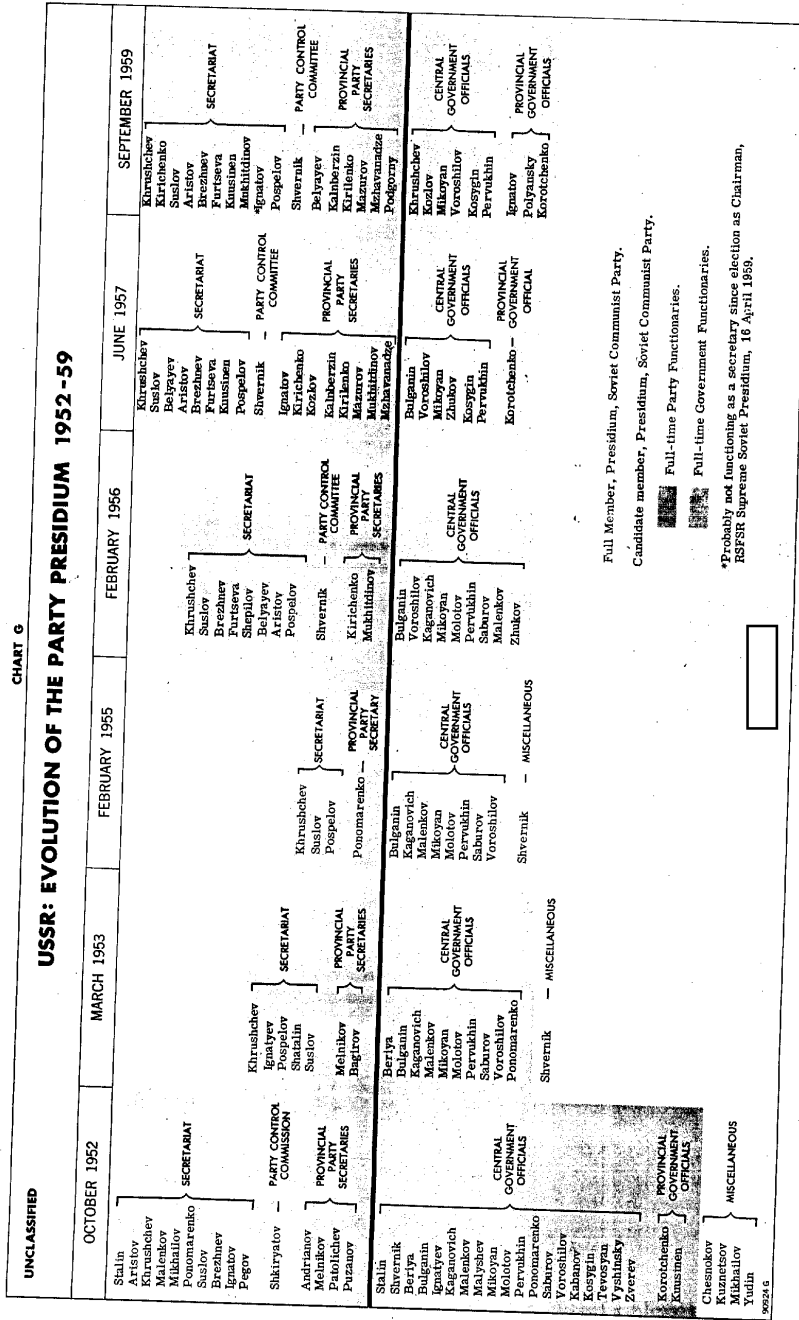 UNCLASSIFIED
CHART G
USSR: EVOLUTION OF THE PARTY PRESIDIUM 1952-59
OCTOBER 1952
Stalin
Aristov
Khrushchev
Malenkov
Mikhailov
Ponomarenko
Suslov
Brezhnev
Ignatov
Pegov
SECRETARIAT
Shkiryatov — PARTY CONTROL
COMMISSION
Andrianov
Melnikov
Patolichev
Puzanov
PROVINCIAL
PARTY
SECRETARIES
Stalin
Shvernik
Beriya
Bulganin
Ignatyev
Kaganovich
Malenkov
Malyshev
Mikoyan
Molotov
Pervukhin
Ponomarenko
Saburov
Voroshilov
Kabanov
Kosygin
Tevosyan
Vyshinsky
Zverev
CENTRAL
GOVERNMENT
OFFICIALS
Korotchenko
Kuusinen
PROVINCIAL
GOVERNMENT
OFFICIALS
Chesnokov
Kuznetsov
Mikhailov
Yudin
MISCELLANEOUS
MARCH 1953
Khrushchev
Ignatyev
Pospelov
Shatalin
Suslov
SECRETARIAT
Melnikov
Bagirov
PROVINCIAL
PARTY
SECRETARIES
Beriya
Bulganin
Kaganovich
Malenkov
Mikoyan
Molotov
Pervukhin
Saburov
Voroshilov
Ponomarenko
CENTRAL
GOVERNMENT
OFFICIALS
Shvernik — MISCELLANEOUS
FEBRUARY 1955
Khrushchev
Suslov
Pospelov
SECRETARIAT
Ponomarenko — PROVINCIAL
PARTY
SECRETARY
Bulganin
Kaganovich
Malenkov
Mikoyan
Molotov
Pervukhin
Saburov
Voroshilov
CENTRAL
GOVERNMENT
OFFICIALS
Shvernik — MISCELLANEOUS
FEBRUARY 1956
Khrushchev
Suslov
Brezhnev
Furtseva
Shepilov
Belyayev
Aristov
Pospelov
SECRETARIAT
Shvernik — PARTY CONTROL
COMMITTEE
Kirichenko
Mukhitdinov
PROVINCIAL
PARTY
SECRETARIES
Bulganin
Voroshilov
Kaganovich
Mikoyan
Molotov
Pervukhin
Saburov
Malenkov
Zhukov
CENTRAL
GOVERNMENT
OFFICIALS
JUNE 1957
Khrushchev
Suslov
Belyayev
Aristov
Brezhnev
Furtseva
Kuusinen
Pospelov
SECRETARIAT
Shvernik — PARTY CONTROL
COMMITTEE
Ignatov
Kirichenko
Kozlov
Kalnberzin
Kirilenko
Mazurov
Mukhitdinov
Mzhavanadze
PROVINCIAL
PARTY
SECRETARIES
Bulganin
Voroshilov
Mikoyan
Zhukov
Kosygin
Pervukhin
CENTRAL
GOVERNMENT
OFFICIALS
Korotchenko — PROVINCIAL
GOVERNMENT
OFFICIAL
SEPTEMBER 1959
Khrushchev
Kirichenko
Suslov
Aristov
Brezhnev
Furtseva
Kuusinen
Mukhitdinov
*Ignatov
Pospelov
SECRETARIAT
Shvernik — PARTY CONTROL
COMMITTEE
Belyayev
Kalnberzin
Kirilenko
Mazurov
Mzhavanadze
Podgorny
PROVINCIAL
PARTY
SECRETARIES
Khrushchev
Kozlov
Mikoyan
Voroshilov
Kosygin
Pervukhin
CENTRAL
GOVERNMENT
OFFICIALS
Ignatov
Polyansky
Korotchenko
PROVINCIAL
GOVERNMENT
OFFICIALS
Full Member, Presidium, Soviet Communist Party.
Candidate member, Presidium, Soviet Communist Party.
Full-time Party Functionaries.
Full-time Government Functionaries.
*Probably not functioning as a secretary since election as Chairman,
RSFSR Supreme Soviet Presidium, 16 April 1959.
90924 G